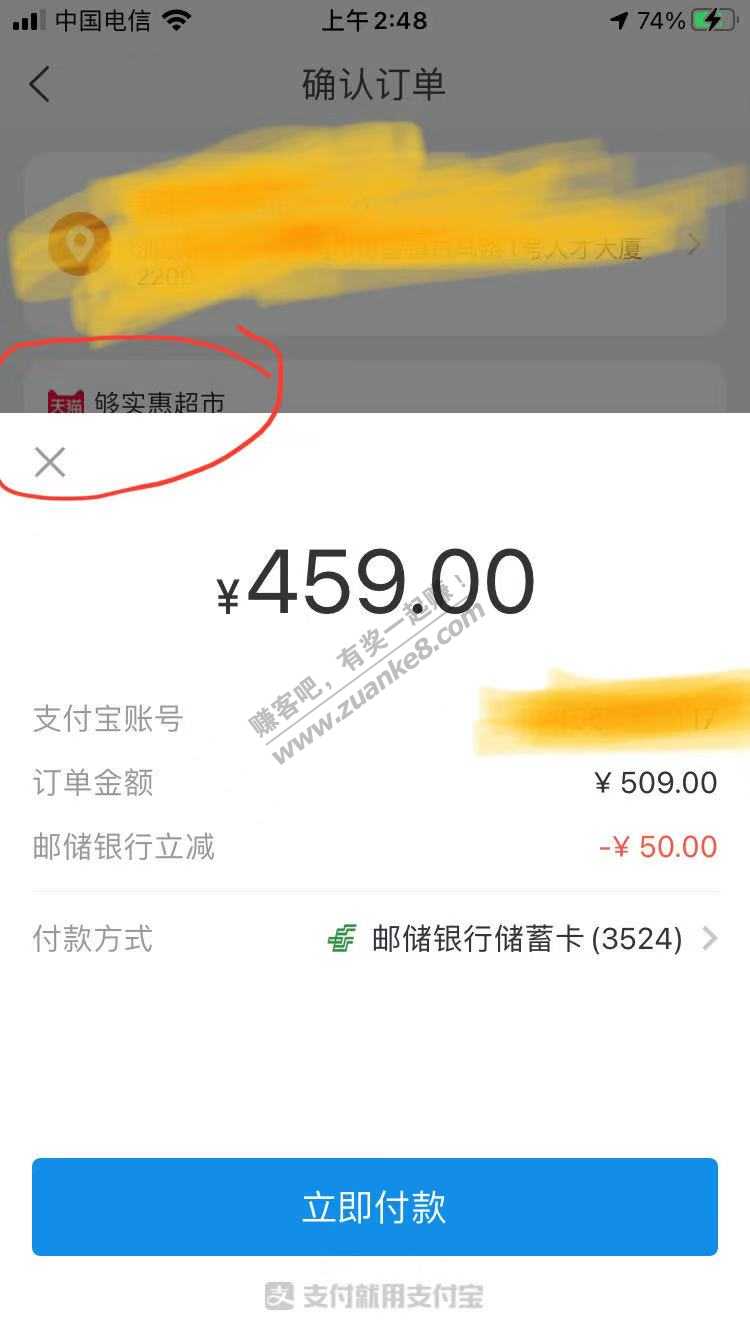 中国电信
上午2:48
74%
确认订单
1号人才大厦
2200
天猫 够实惠超市
¥459.00
赚客吧，有奖一起赚！
www.zuanke8.com
支付宝账号
17
订单金额 ¥ 509.00
邮储银行立减 -¥ 50.00
付款方式 邮储银行储蓄卡 (3524)
立即付款
支 支付就用支付宝